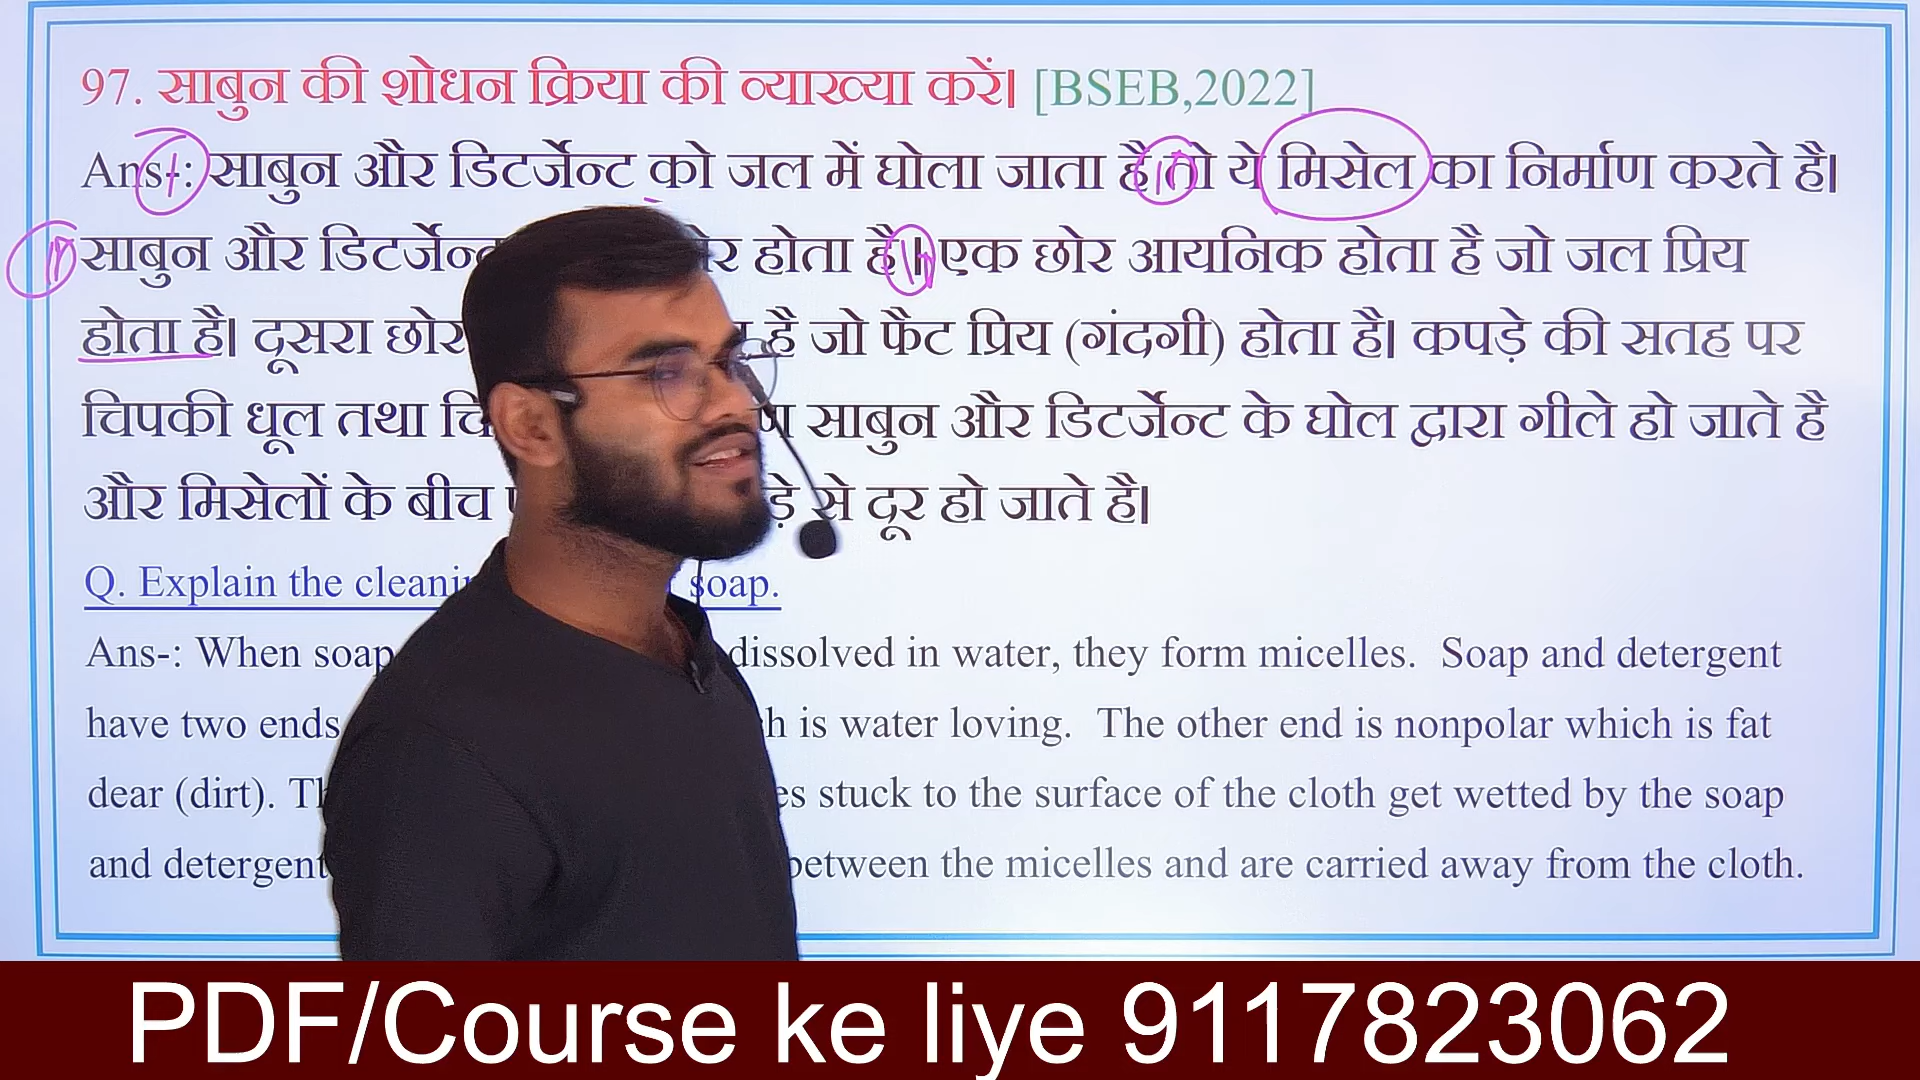 97. साबुन की शोधन क्रिया की व्याख्या करें। [BSEB,2022]
Ans-: साबुन और डिटर्जेन्ट को जल में घोला जाता है तो ये मिसेल का निर्माण करते है।
साबुन और होता है। एक छोर आयनिक होता है जो जल प्रिय
होता है। दूसरा छोर है जो फैट प्रिय (गंदगी) होता है। कपड़े की सतह पर
चिपकी धूल तथा साबुन और डिटर्जेन्ट के घोल द्वारा गीले हो जाते है
और मिसेलों के बीच से दूर हो जाते है।
Q. Explain the soap.
Ans-: When soap dissolved in water, they form micelles. Soap and detergent
have two ends is water loving. The other end is nonpolar which is fat
dear (dirt). stuck to the surface of the cloth get wetted by the soap
and detergent between the micelles and are carried away from the cloth.
PDF/Course ke liye 9117823062